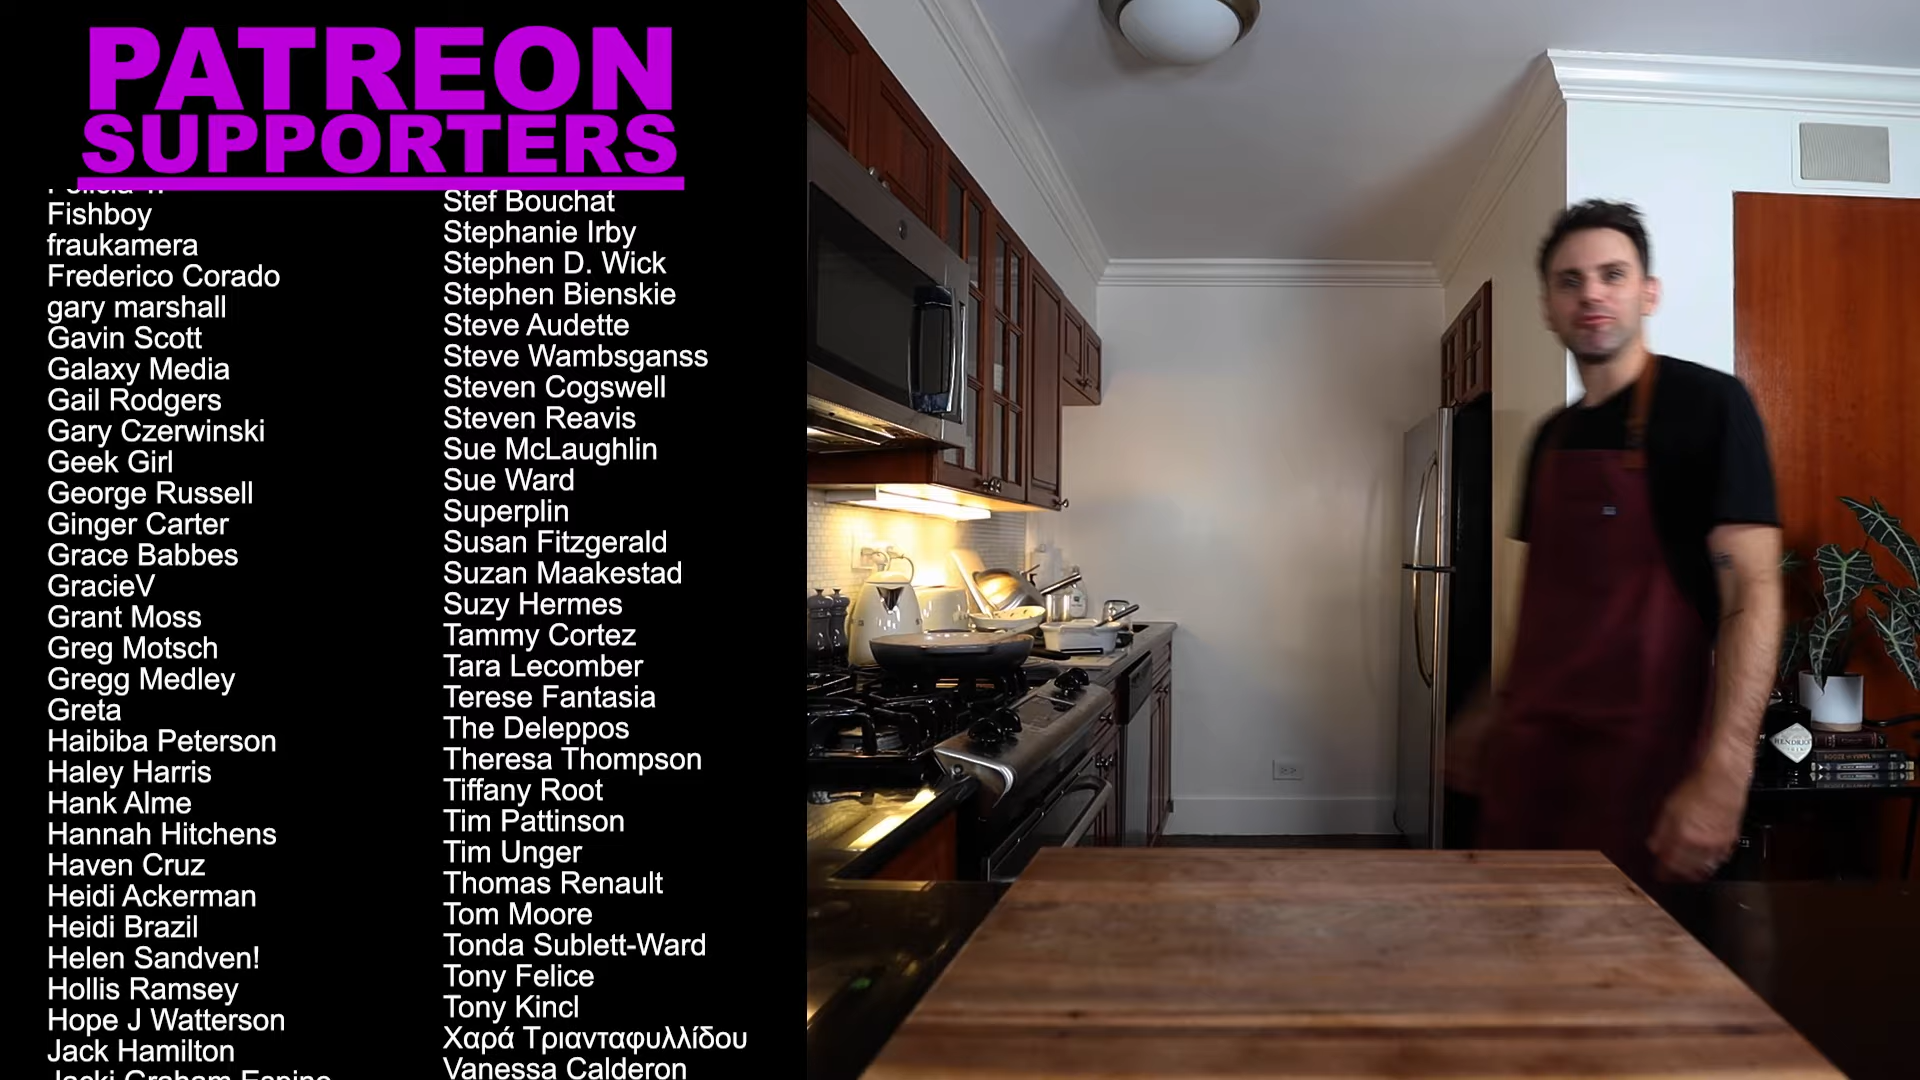 PATREON
SUPPORTERS
Fishboy
fraukamera
Frederico Corado
gary marshall
Gavin Scott
Galaxy Media
Gail Rodgers
Gary Czerwinski
Geek Girl
George Russell
Ginger Carter
Grace Babbes
GracieV
Grant Moss
Greg Motsch
Gregg Medley
Greta
Haibiba Peterson
Haley Harris
Hank Alme
Hannah Hitchens
Haven Cruz
Heidi Ackerman
Heidi Brazil
Helen Sandven!
Hollis Ramsey
Hope J Watterson
Jack Hamilton
Jacki Graham Espino
Stef Bouchat
Stephanie Irby
Stephen D. Wick
Stephen Bienskie
Steve Audette
Steve Wambsganss
Steven Cogswell
Steven Reavis
Sue McLaughlin
Sue Ward
Superplin
Susan Fitzgerald
Suzan Maakestad
Suzy Hermes
Tammy Cortez
Tara Lecomber
Terese Fantasia
The Deleppos
Theresa Thompson
Tiffany Root
Tim Pattinson
Tim Unger
Thomas Renault
Tom Moore
Tonda Sublett-Ward
Tony Felice
Tony Kincl
Χαρά Τριανταφυλλίδου
Vanessa Calderon
HENDRICK'S